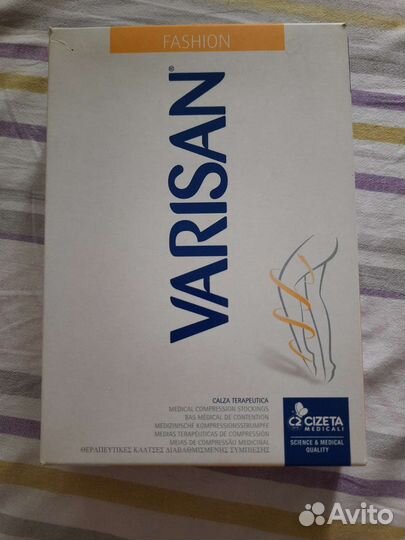 FASHION
VARISAN®
CALZA TERAPEUTICA
MEDICAL COMPRESSION STOCKINGS
BAS MÉDICAL DE CONTENTION
MEDIZINISCHE KOMPRESSIONSSTRÜMPFE
MEDIAS TERAPÉUTICAS DE COMPRESIÓN
MEIAS DE COMPRESSÃO MEDICINAL
ΘΕΡΑΠΕΥΤΙΚΕΣ ΚΑΛΤΣΕΣ ΔΙΑΒΑΘΜΙΣΜΕΝΗΣ ΣΥΜΠΙΕΣΗΣ
CIZETA
MEDICALI
SCIENCE & MEDICAL
QUALITY
Avito